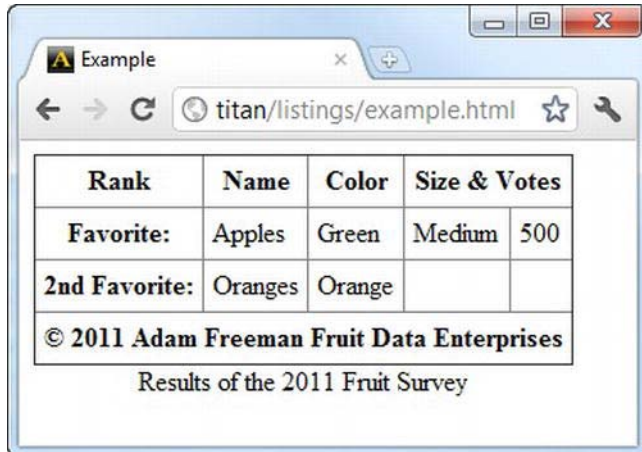 A Example
titan/listings/example.html
Rank Name Color Size & Votes
Favorite: Apples Green Medium 500
2nd Favorite: Oranges Orange
© 2011 Adam Freeman Fruit Data Enterprises
Results of the 2011 Fruit Survey